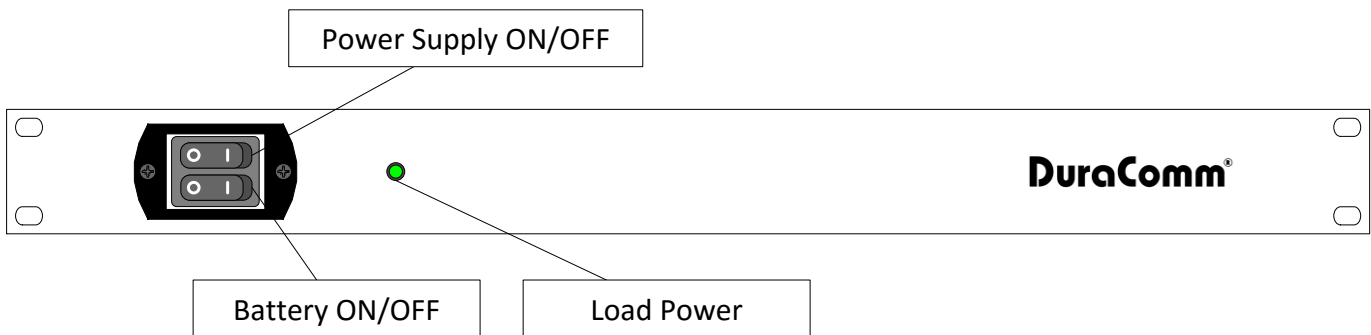 Power Supply ON/OFF
O I
O I
DuraComm®
Battery ON/OFF
Load Power